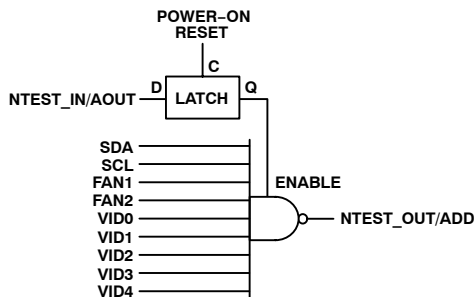 POWER–ON
RESET
C
D
Q
NTEST_IN/AOUT
LATCH
SDA
SCL
FAN1
ENABLE
FAN2
VID0
NTEST_OUT/ADD
VID1
VID2
VID3
VID4